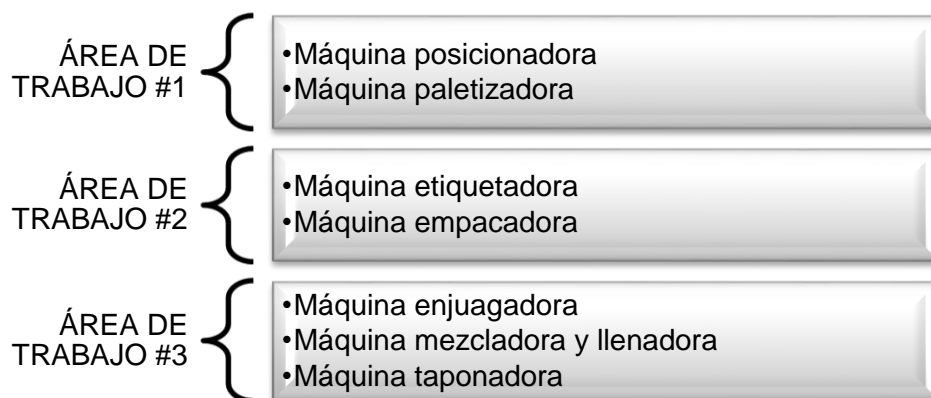 ÁREA DE
TRABAJO #1
•Máquina posicionadora
•Máquina paletizadora
ÁREA DE
TRABAJO #2
•Máquina etiquetadora
•Máquina empacadora
ÁREA DE
TRABAJO #3
•Máquina enjuagadora
•Máquina mezcladora y llenadora
•Máquina taponadora